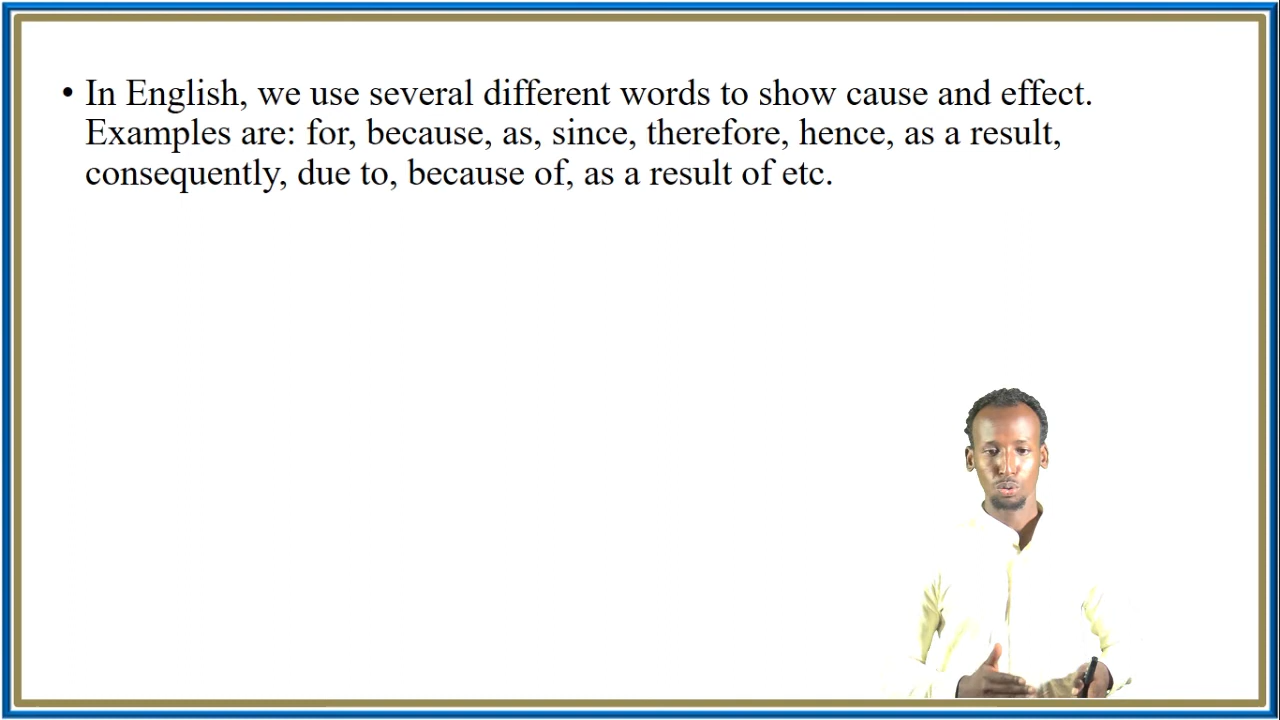 • In English, we use several different words to show cause and effect.
Examples are: for, because, as, since, therefore, hence, as a result,
consequently, due to, because of, as a result of etc.